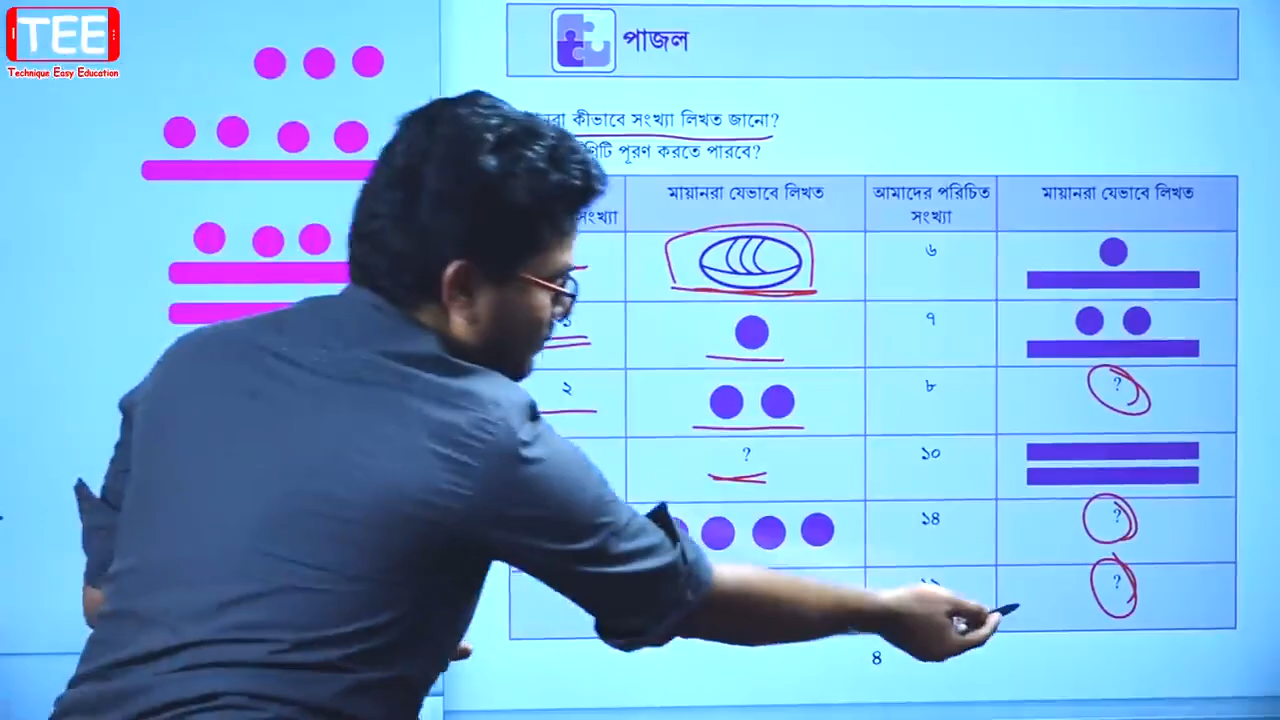 TEE
Technique Easy Education
পাজল
কীভাবে সংখ্যা লিখত জানো?
পূরণ করতে পারবে?
সংখ্যা
মায়ানরা যেভাবে লিখত
আমাদের পরিচিত
সংখ্যা
মায়ানরা যেভাবে লিখত
৬
৭
২
৮
?
?
১০
১৪
?
?
৪